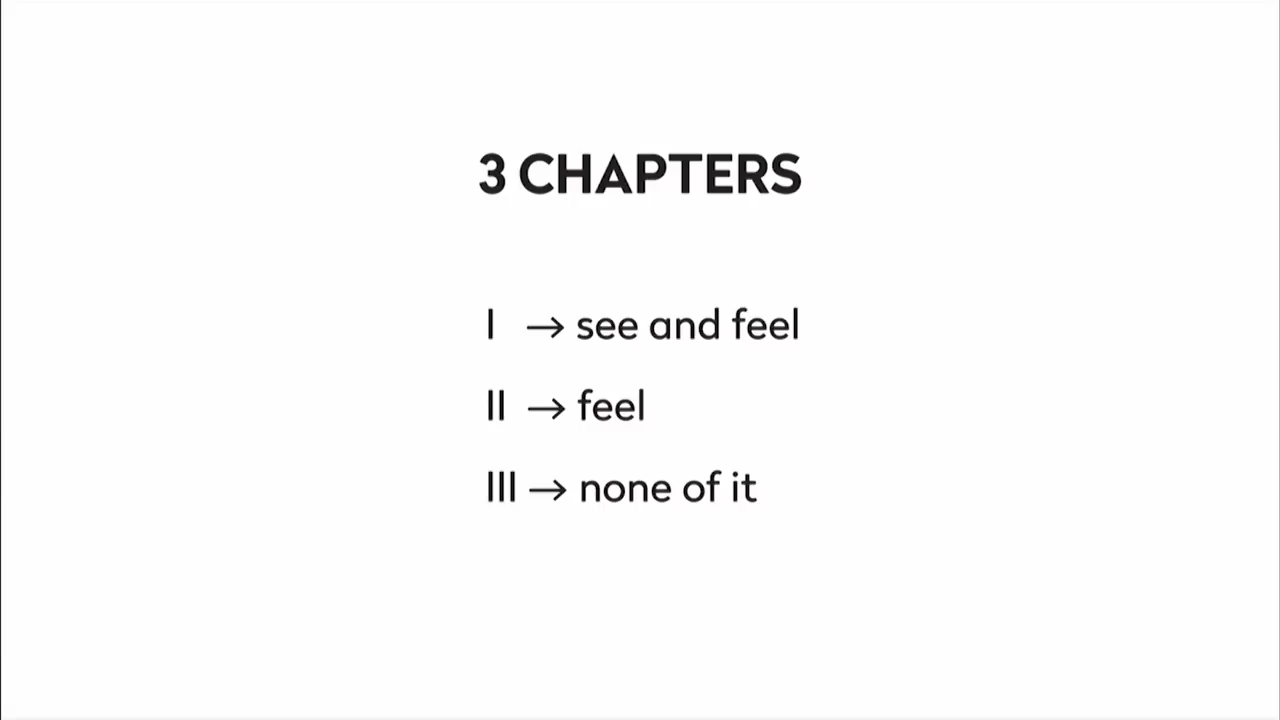 3 CHAPTERS
I → see and feel
II → feel
III → none of it